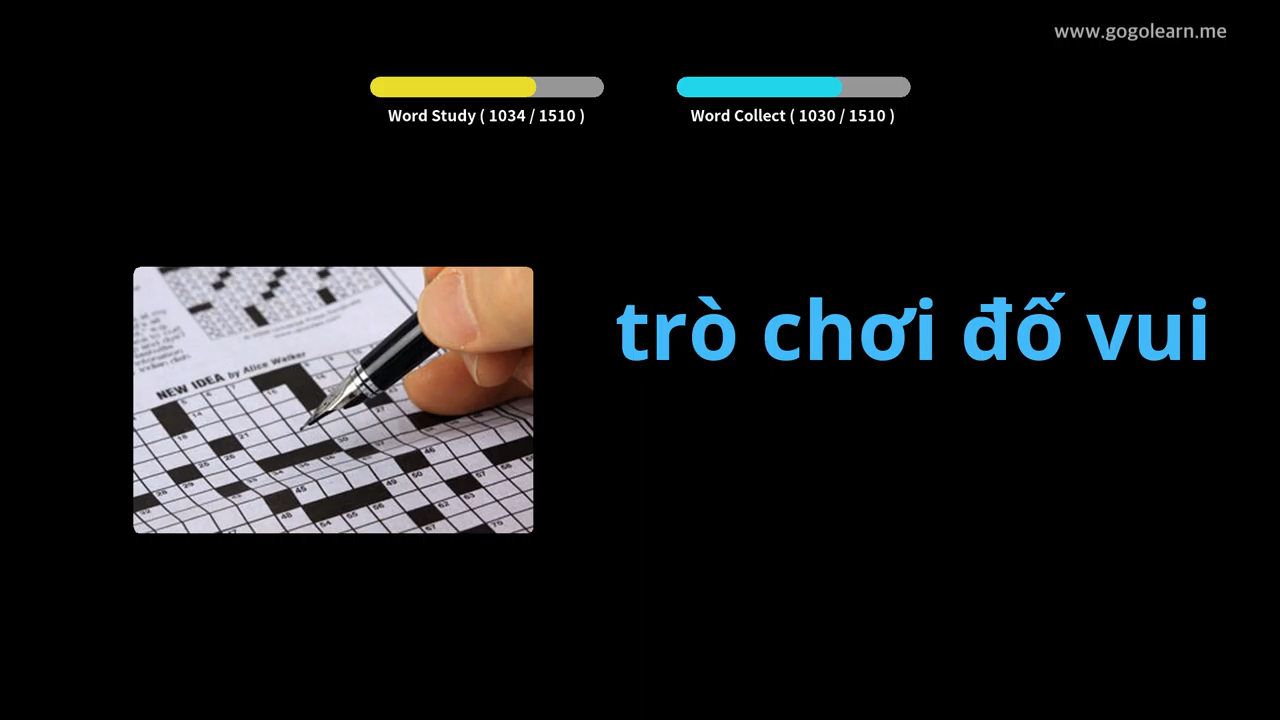 www.gogolearn.me
Word Study ( 1034 / 1510 )
Word Collect ( 1030 / 1510 )
trò chơi đố vui
NEW IDEA by Alice Walker